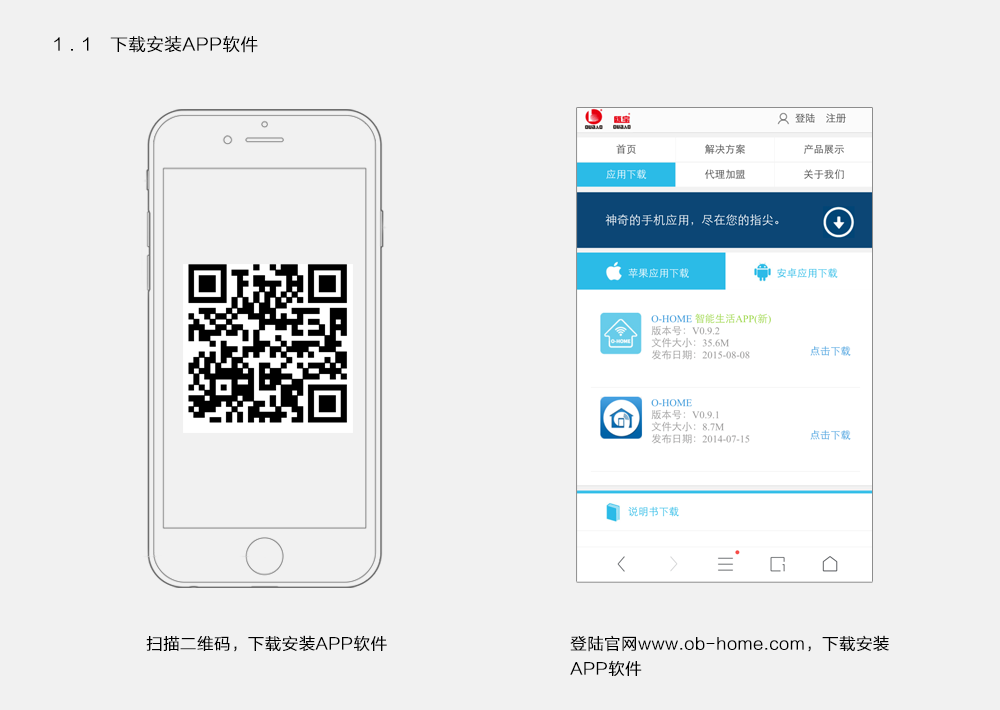 1.1 下载安装APP软件
登陆 注册
首页 解决方案 产品展示
应用下载 代理加盟 关于我们
神奇的手机应用，尽在您的指尖。
苹果应用下载 安卓应用下载
O-HOME 智能生活APP(新)
版本号：V0.9.2
文件大小：35.6M
发布日期：2015-08-08
点击下载
O-HOME
O-HOME
版本号：V0.9.1
文件大小：8.7M
发布日期：2014-07-15
点击下载
说明书下载
扫描二维码，下载安装APP软件
登陆官网www.ob-home.com，下载安装
APP软件